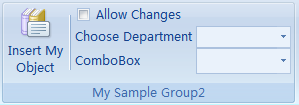 Insert My
Object
Allow Changes
Choose Department
ComboBox
My Sample Group2